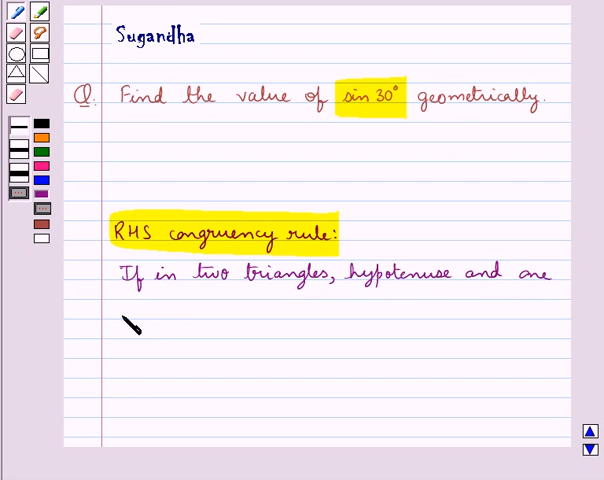 Sugandha
Q. Find the value of sin 30° geometrically.
RHS congruency rule:
If in two triangles, hypotenuse and one